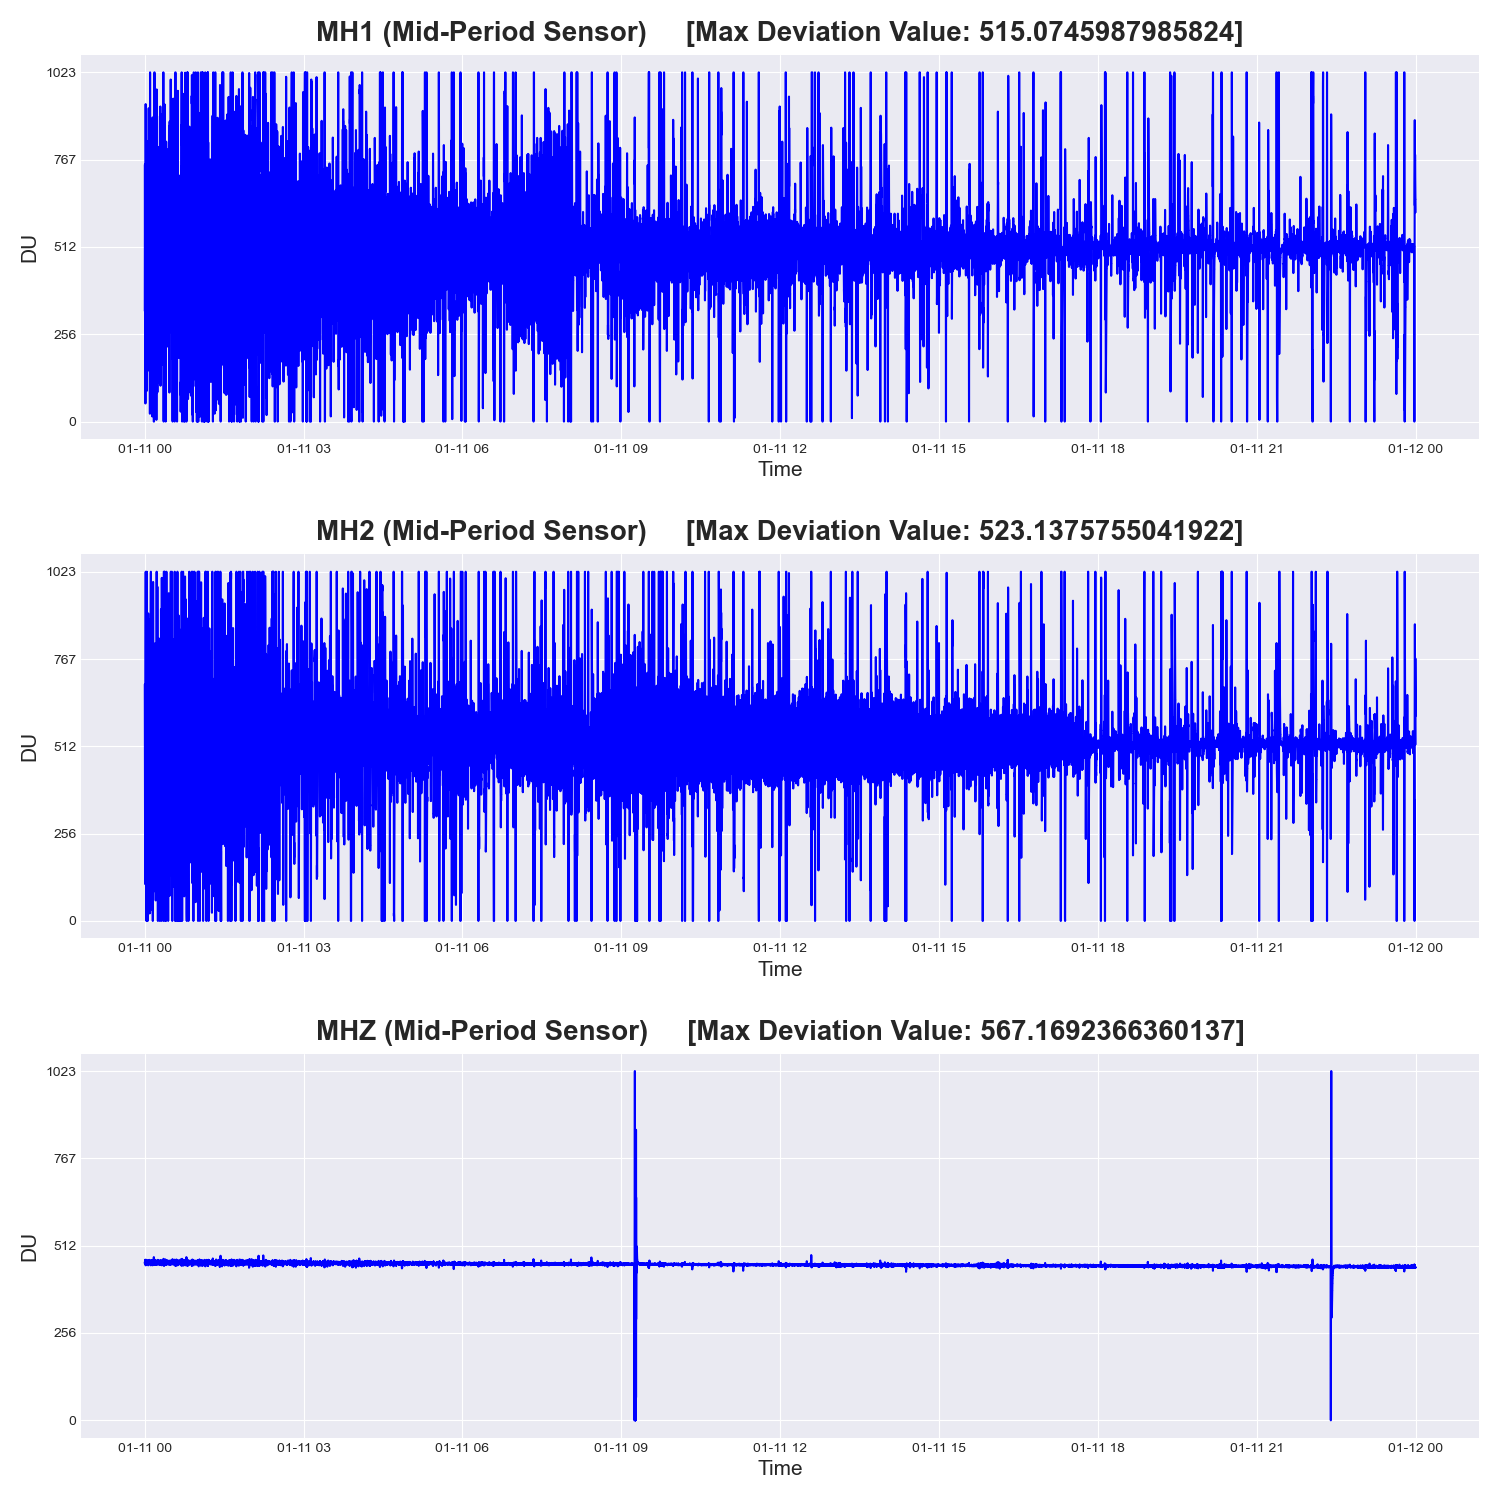 MH1 (Mid-Period Sensor) [Max Deviation Value: 515.0745987985824]
1023
767
512
256
0
DU
01-11 00 01-11 03 01-11 06 01-11 09 01-11 12 01-11 15 01-11 18 01-11 21 01-12 00
Time
MH2 (Mid-Period Sensor) [Max Deviation Value: 523.1375755041922]
1023
767
512
256
0
DU
01-11 00 01-11 03 01-11 06 01-11 09 01-11 12 01-11 15 01-11 18 01-11 21 01-12 00
Time
MHZ (Mid-Period Sensor) [Max Deviation Value: 567.1692366360137]
1023
767
512
256
0
DU
01-11 00 01-11 03 01-11 06 01-11 09 01-11 12 01-11 15 01-11 18 01-11 21 01-12 00
Time